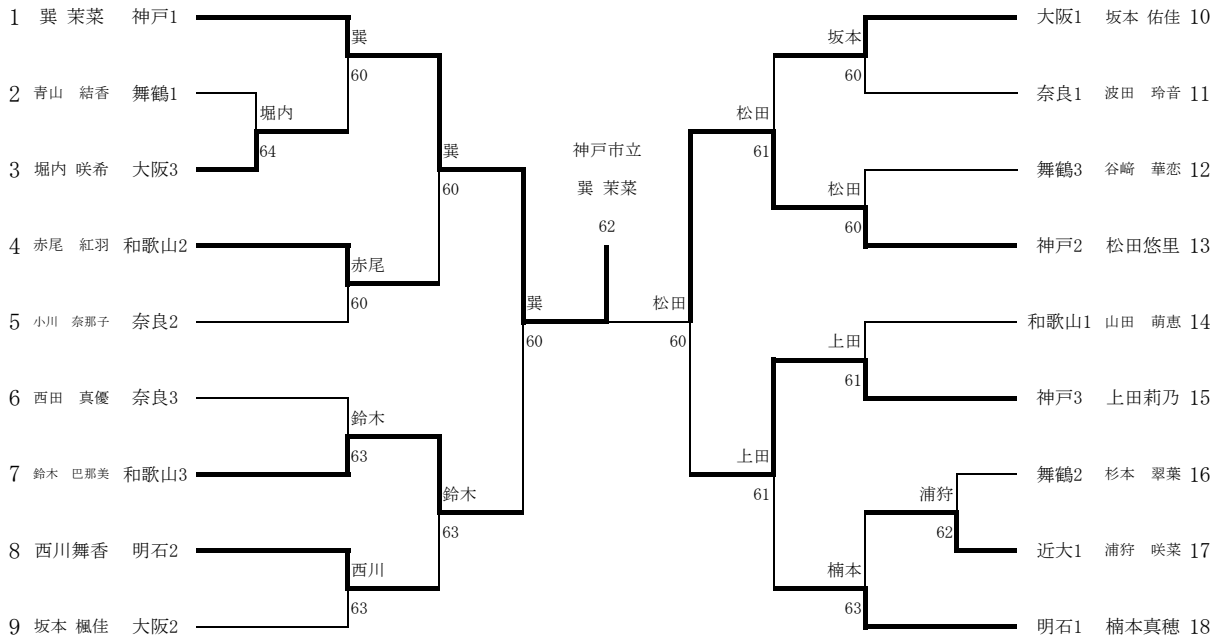 1 巽 茉菜 神戸1
2 青山 結香 舞鶴1
3 堀内 咲希 大阪3
4 赤尾 紅羽 和歌山2
5 小川 奈那子 奈良2
6 西田 真優 奈良3
7 鈴木 巴那美 和歌山3
8 西川舞香 明石2
9 坂本 楓佳 大阪2
堀内
64
巽
60
赤尾
60
鈴木
63
西川
63
巽
60
鈴木
63
巽
60
神戸市立
巽 茉菜
62
松田
60
松田
61
上田
61
坂本
60
松田
60
上田
61
楠本
63
浦狩
62
大阪1 坂本 佑佳 10
奈良1 波田 玲音 11
舞鶴3 谷﨑 華恋 12
神戸2 松田悠里 13
和歌山1 山田 萌恵 14
神戸3 上田莉乃 15
舞鶴2 杉本 翠葉 16
近大1 浦狩 咲菜 17
明石1 楠本真穂 18